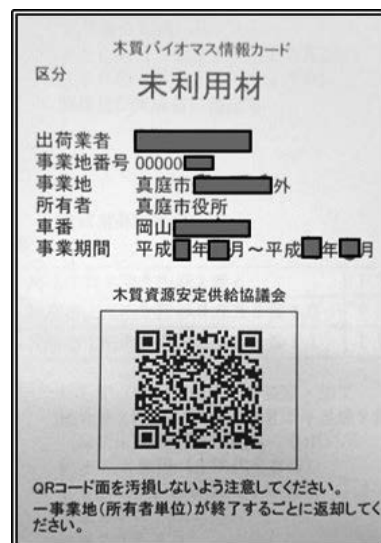 木質バイオマス情報カード
区分 未利用材
出荷業者
事業地番号 00000
事業地 真庭市 外
所有者 真庭市役所
車番 岡山
事業期間 平成 年 月～平成 年 月
木質資源安定供給協議会
QRコード面を汚損しないよう注意してください。
一事業地(所有者単位)が終了するごとに返却してく
ださい。